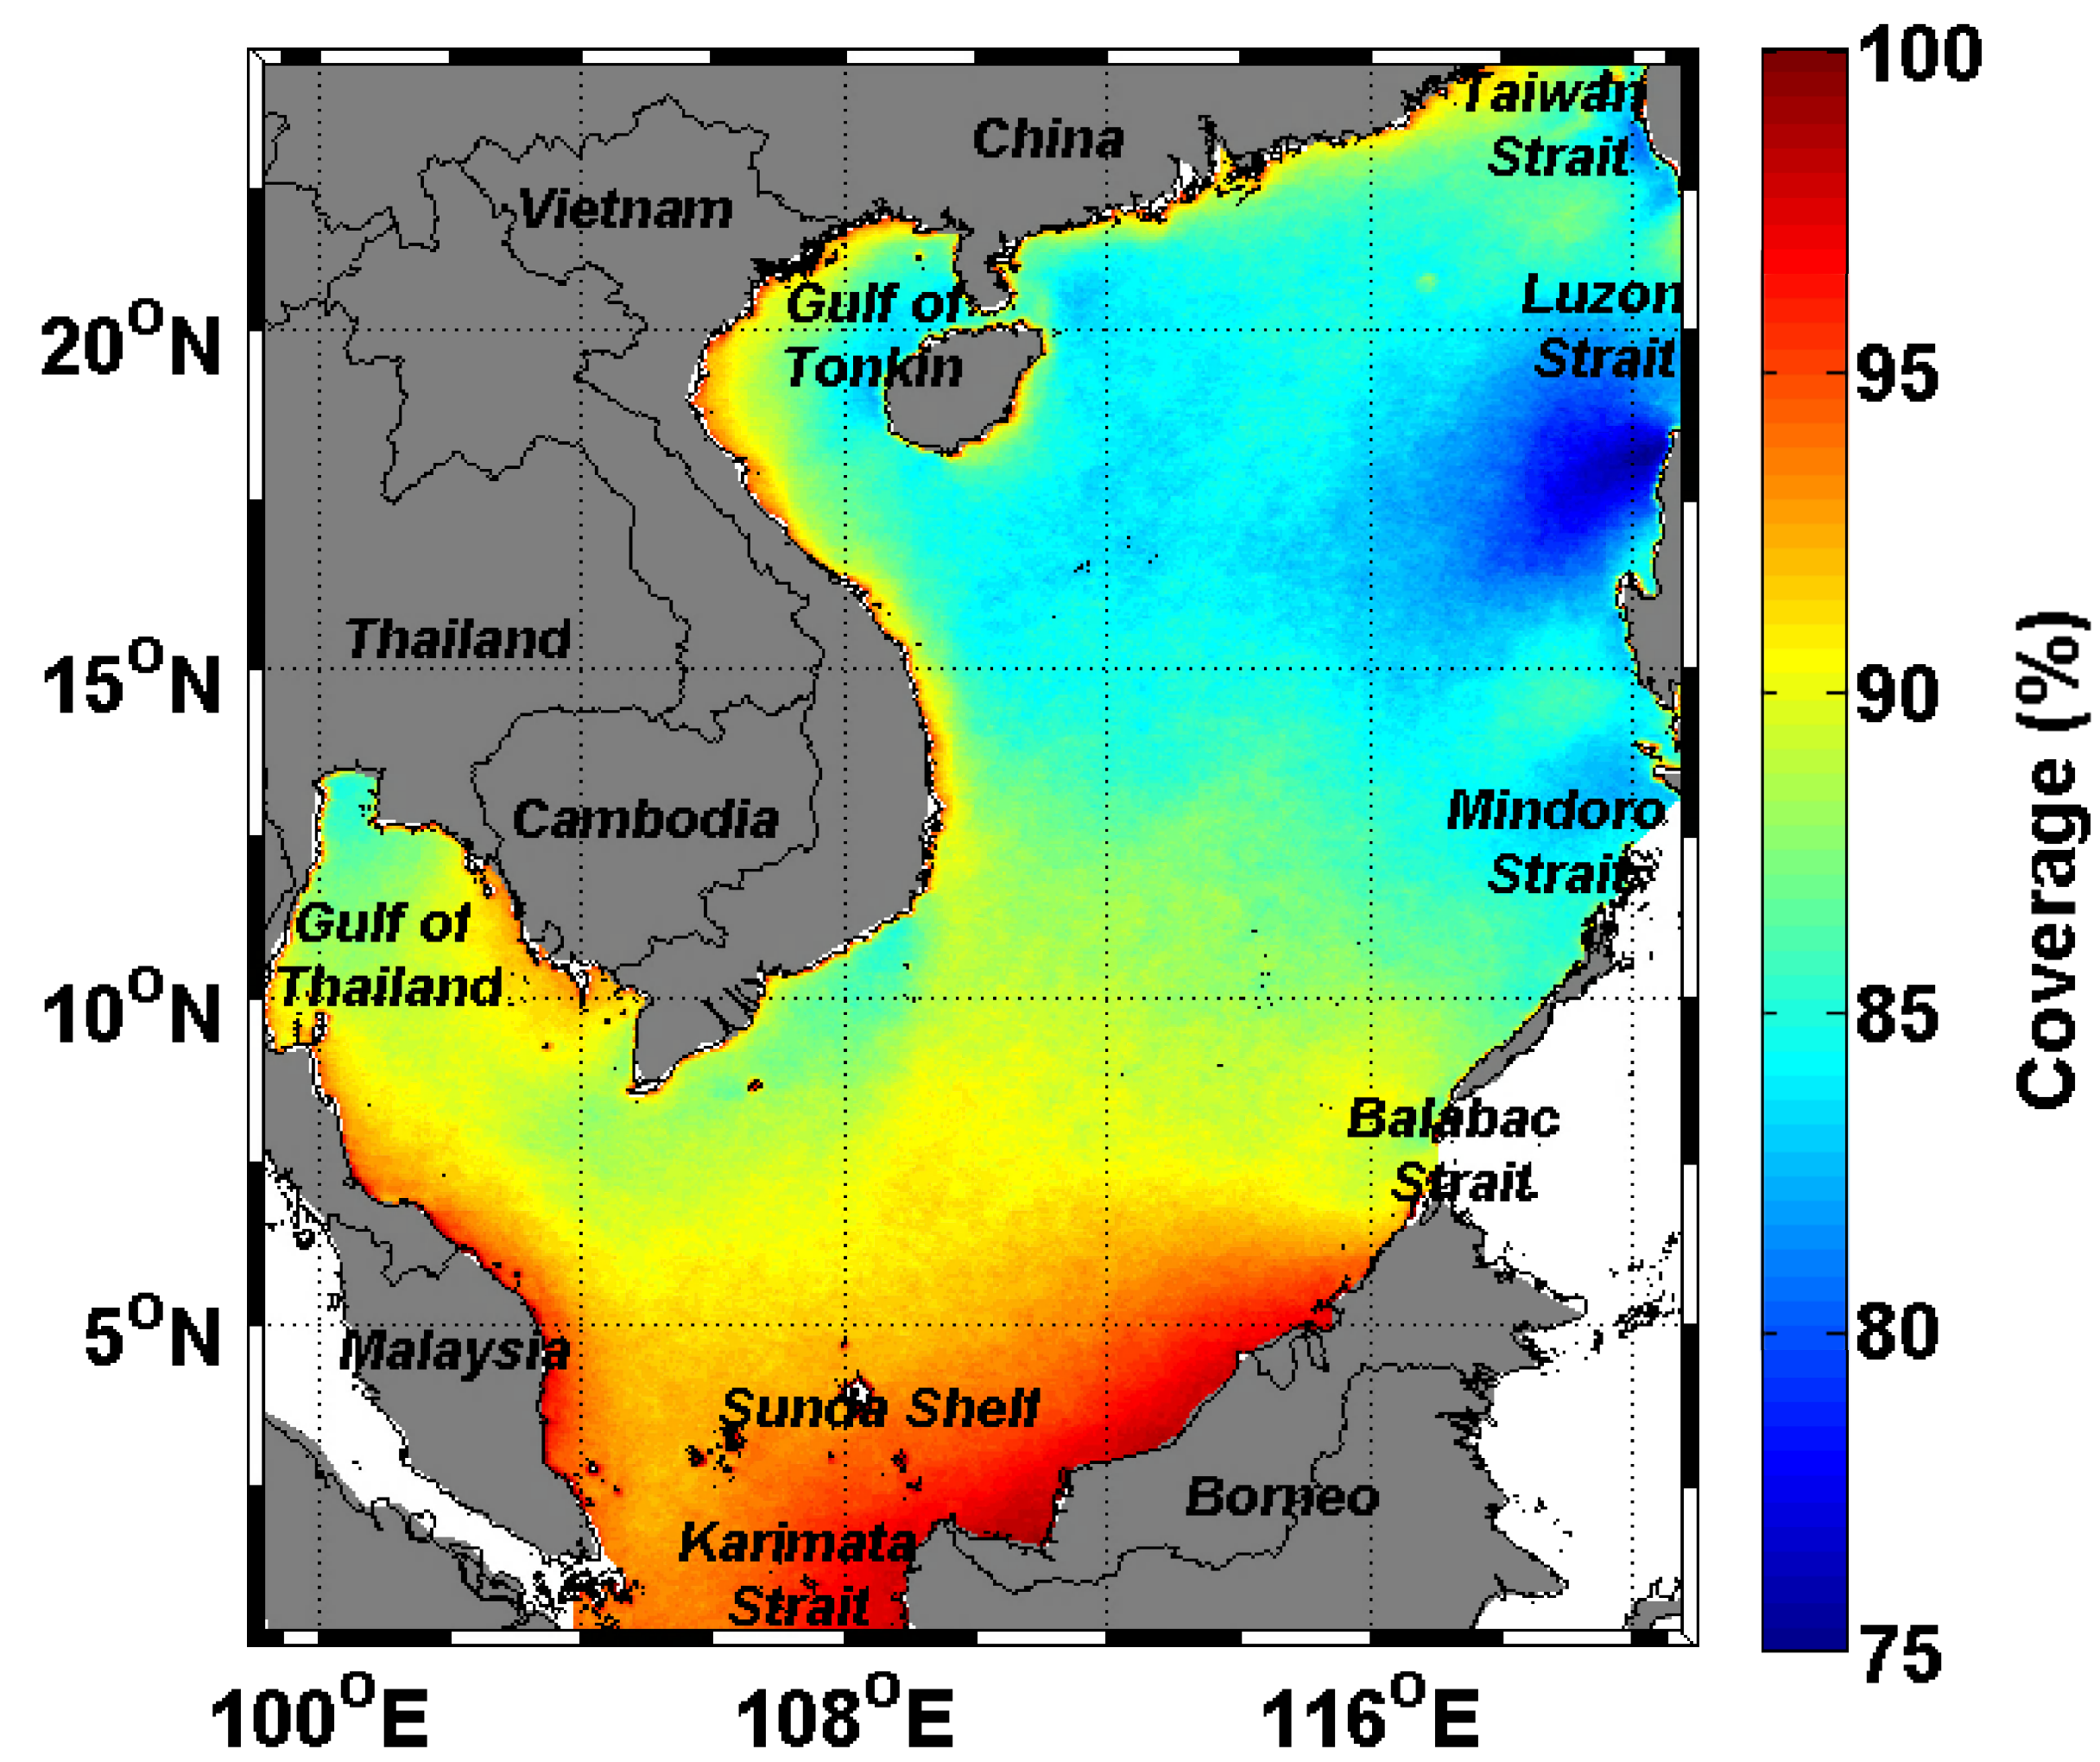 Taiwan
Strait
China
Vietnam
Gulf of
Tonkin
Luzon
Strait
Thailand
Cambodia
Mindoro
Strait
Gulf of
Thailand
Balabac
Strait
Malaysia
Sunda Shelf
Borneo
Karimata
Strait
20°N
15°N
10°N
5°N
100°E
108°E
116°E
100
95
90
85
80
75
Coverage (%)